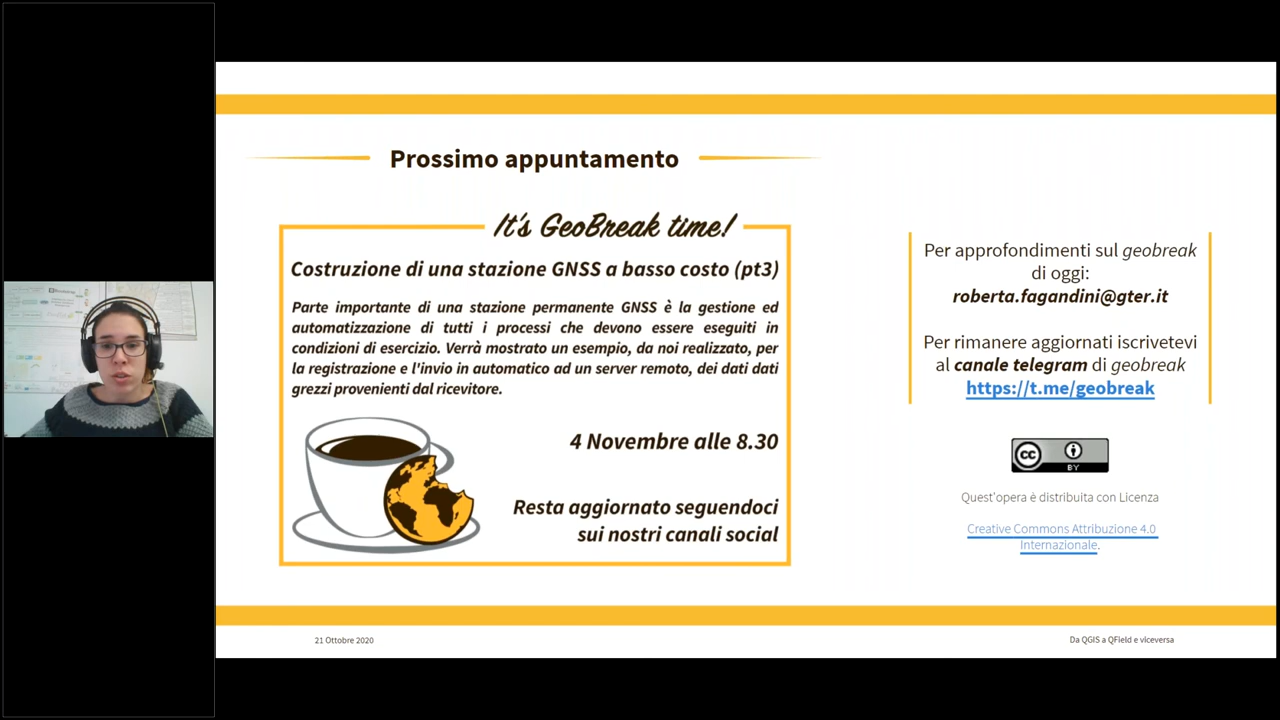 Prossimo appuntamento
It's GeoBreak time!
Costruzione di una stazione GNSS a basso costo (pt3)
Parte importante di una stazione permanente GNSS è la gestione ed
automatizzazione di tutti i processi che devono essere eseguiti in
condizioni di esercizio. Verrà mostrato un esempio, da noi realizzato, per
la registrazione e l'invio in automatico ad un server remoto, dei dati dati
grezzi provenienti dal ricevitore.
4 Novembre alle 8.30
Resta aggiornato seguendoci
sui nostri canali social
Per approfondimenti sul geobreak
di oggi:
roberta.fagandini@gter.it
Per rimanere aggiornati iscrivetevi
al canale telegram di geobreak
https://t.me/geobreak
cc
BY
Quest'opera è distribuita con Licenza
Creative Commons Attribuzione 4.0
Internazionale.
21 Ottobre 2020
Da QGIS a QField e viceversa